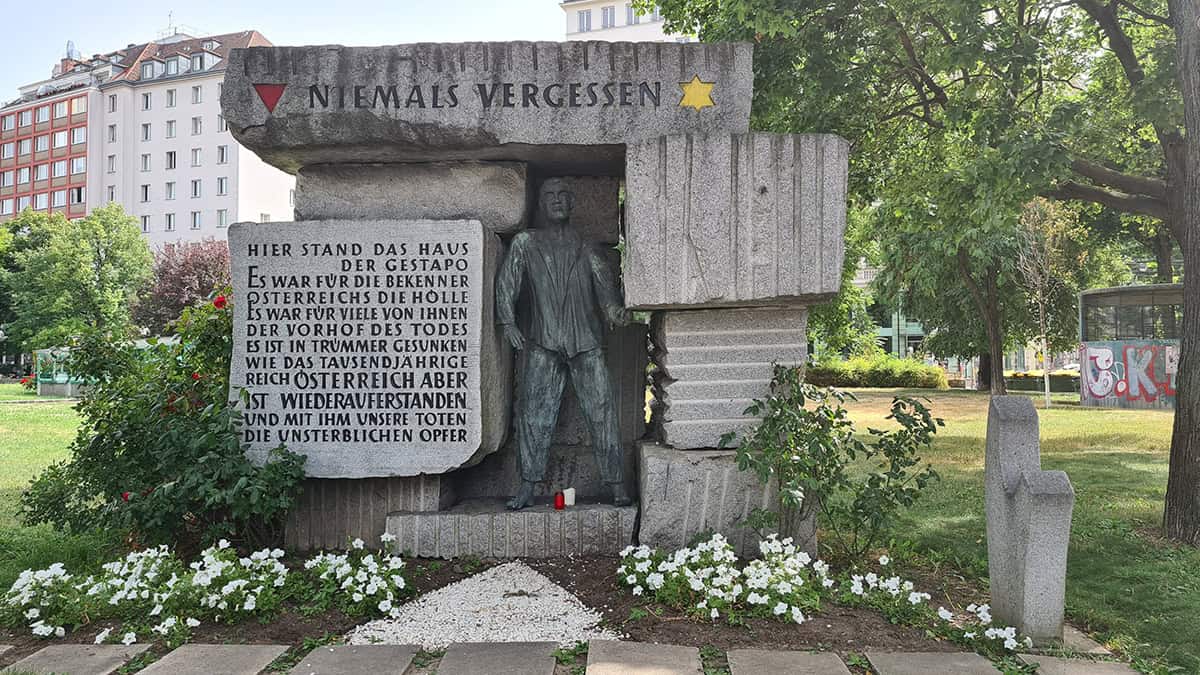 NIEMALS VERGESSEN
HIER STAND DAS HAUS
DER GESTAPO
ES WAR FÜR DIE BEKENNER
ÖSTERREICHS DIE HÖLLE
ES WAR FÜR VIELE VON IHNEN
DER VORHOF DES TODES
ES IST IN TRÜMMER GESUNKEN
WIE DAS TAUSENDJÄHRIGE
REICH ÖSTERREICH ABER
IST WIEDERAUFERSTANDEN
UND MIT IHM UNSERE TOTEN
DIE UNSTERBLICHEN OPFER